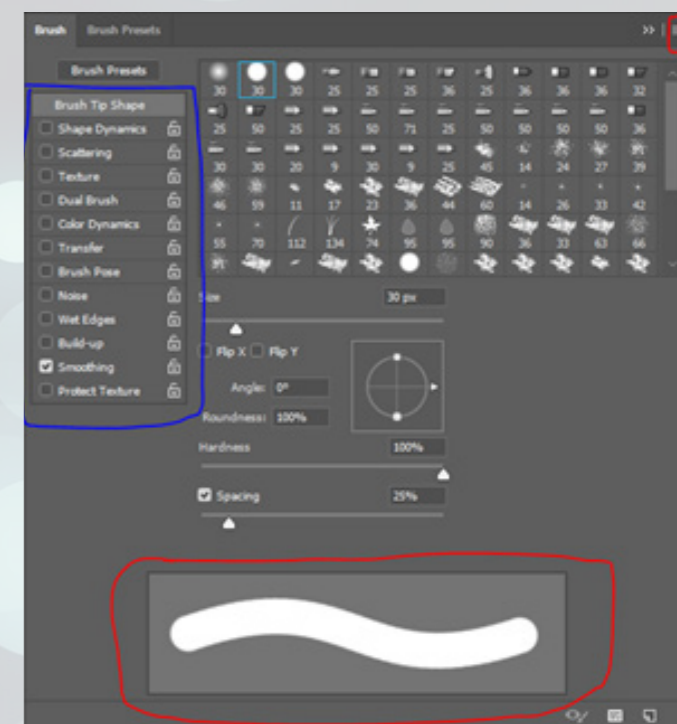 Brush Brush Presets
Brush Presets
Brush Tip Shape
Shape Dynamics
Scattering
Texture
Dual Brush
Color Dynamics
Transfer
Brush Pose
Noise
Wet Edges
Build-up
Smoothing
Protect Texture
30 30 30 25 25 25 36 25 36 36 36 32
25 50 25 25 50 71 25 50 50 50 50 36
30 30 20 9 30 9 25 45 14 24 27 39
46 59 11 17 23 36 44 60 14 26 33 42
55 70 112 134 74 95 95 90 36 33 63 66
Size 30 px
Flip X Flip Y
Angle: 0°
Roundness: 100%
Hardness 100%
Spacing 25%